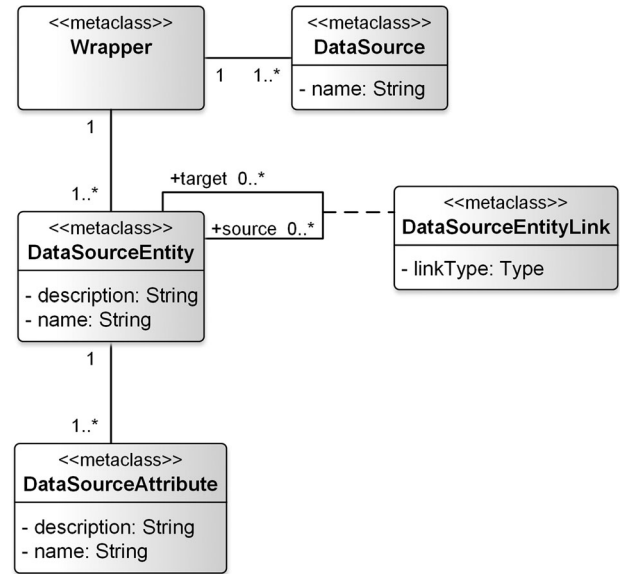 <<metaclass>>
Wrapper
<<metaclass>>
DataSource
- name: String
1
1..*
1
1..*
+target 0..*
+source 0..*
<<metaclass>>
DataSourceEntity
- description: String
- name: String
<<metaclass>>
DataSourceEntityLink
- linkType: Type
1
1..*
<<metaclass>>
DataSourceAttribute
- description: String
- name: String